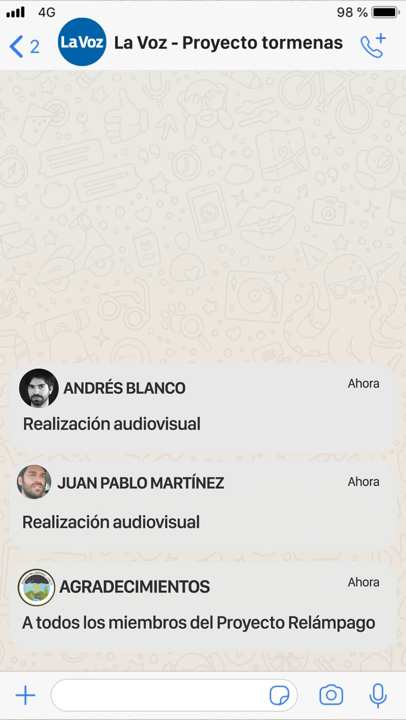 4G 98 %
2 La Voz La Voz - Proyecto tormenas
ANDRÉS BLANCO Ahora
Realización audiovisual
JUAN PABLO MARTÍNEZ Ahora
Realización audiovisual
AGRADECIMIENTOS Ahora
A todos los miembros del Proyecto Relámpago